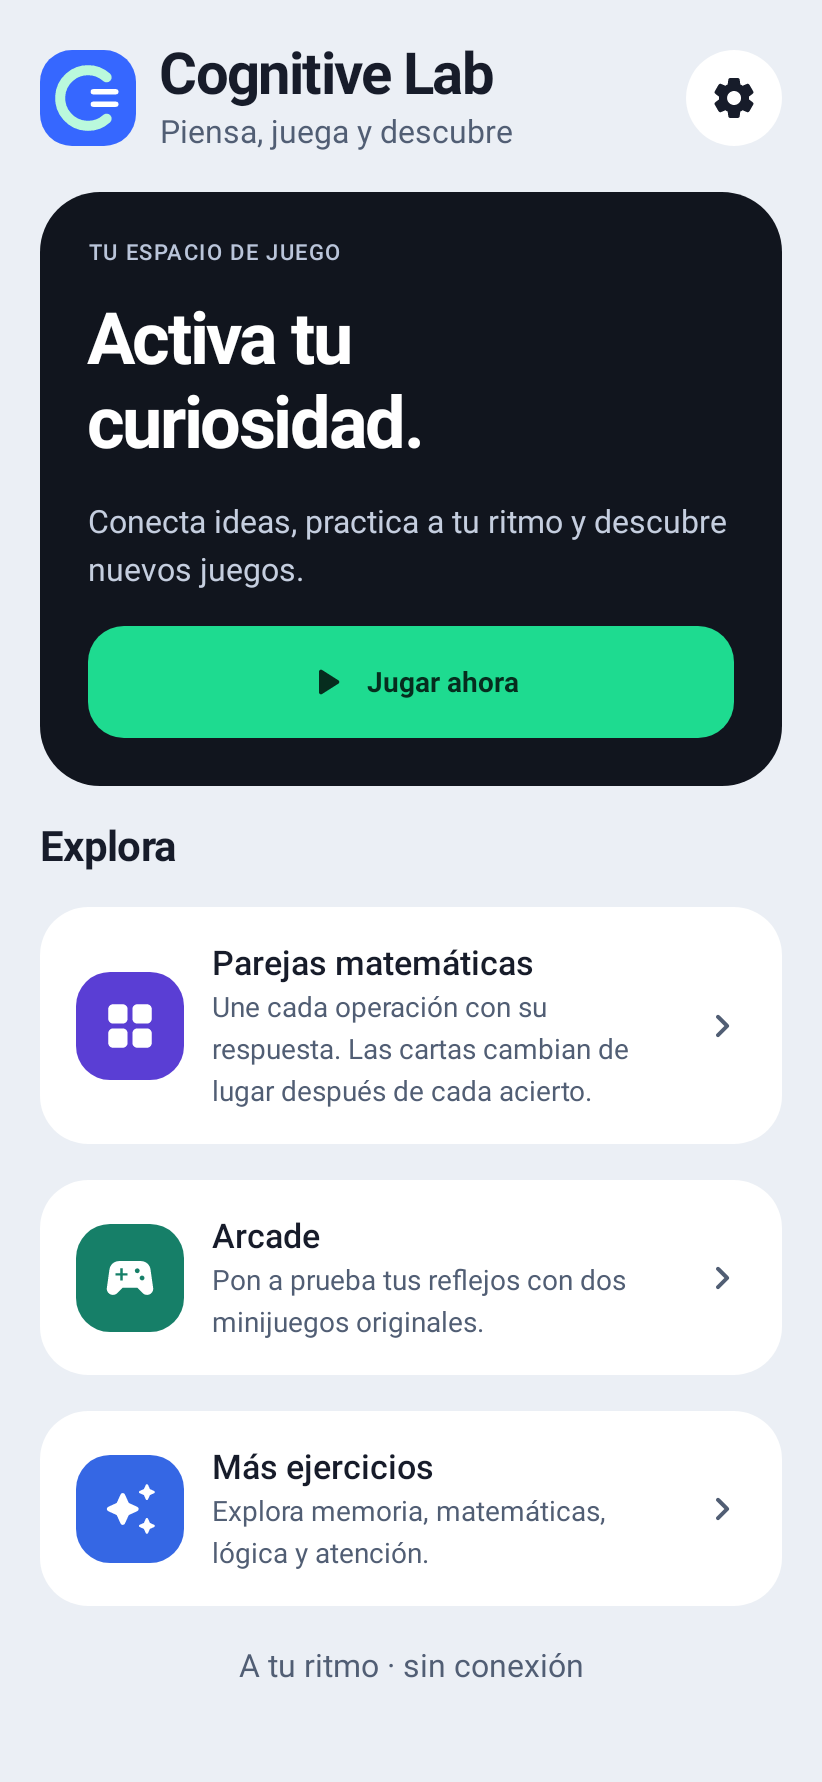 Cognitive Lab
Piensa, juega y descubre
TU ESPACIO DE JUEGO
Activa tu
curiosidad.
Conecta ideas, practica a tu ritmo y descubre
nuevos juegos.
Jugar ahora
Explora
Parejas matemáticas
Une cada operación con su
respuesta. Las cartas cambian de
lugar después de cada acierto.
Arcade
Pon a prueba tus reflejos con dos
minijuegos originales.
Más ejercicios
Explora memoria, matemáticas,
lógica y atención.
A tu ritmo · sin conexión